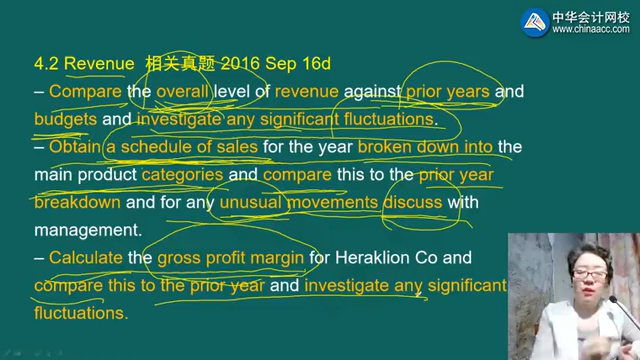 中华会计网校
www.chinaacc.com
4.2 Revenue 相关真题 2016 Sep 16d
– Compare the overall level of revenue against prior years and
budgets and investigate any significant fluctuations.
– Obtain a schedule of sales for the year broken down into the
main product categories and compare this to the prior year
breakdown and for any unusual movements discuss with
management.
– Calculate the gross profit margin for Heraklion Co and
compare this to the prior year and investigate any significant
fluctuations.